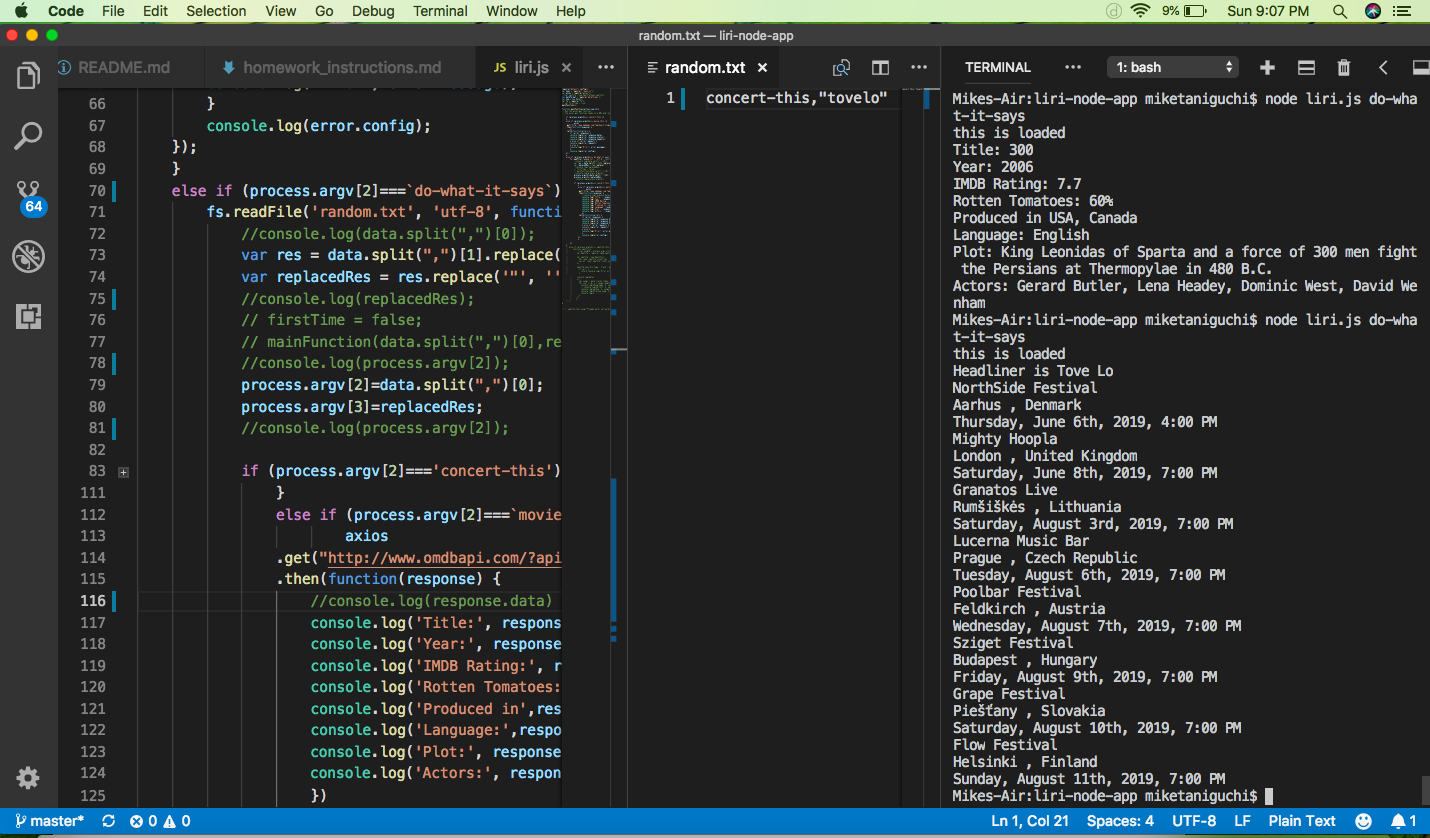 Code File Edit Selection View Go Debug Terminal Window Help 9% Sun 9:07 PM
random.txt — liri-node-app
README.md homework_instructions.md JS liri.js × ··· random.txt × ··· TERMINAL ··· 1: bash
64
66 }
67 console.log(error.config);
68 });
69 }
70 else if (process.argv[2]===`do-what-it-says`)
71 fs.readFile('random.txt', 'utf-8', functi
72 //console.log(data.split(",")[0]);
73 var res = data.split(",")[1].replace(
74 var replacedRes = res.replace('"', ''
75 //console.log(replacedRes);
76 // firstTime = false;
77 // mainFunction(data.split(",")[0],re
78 //console.log(process.argv[2]);
79 process.argv[2]=data.split(",")[0];
80 process.argv[3]=replacedRes;
81 //console.log(process.argv[2]);
82
83 if (process.argv[2]==='concert-this')
111 }
112 else if (process.argv[2]===`movie
113 axios
114 .get("http://www.omdbapi.com/?api
115 .then(function(response) {
116 //console.log(response.data)
117 console.log('Title:', respons
118 console.log('Year:', response
119 console.log('IMDB Rating:', r
120 console.log('Rotten Tomatoes:
121 console.log('Produced in',res
122 console.log('Language:',respo
123 console.log('Plot:', response
124 console.log('Actors:', respon
125 })
1 concert-this,"tovelo"
Mikes-Air:liri-node-app miketaniguchi$ node liri.js do-wha
t-it-says
this is loaded
Title: 300
Year: 2006
IMDB Rating: 7.7
Rotten Tomatoes: 60%
Produced in USA, Canada
Language: English
Plot: King Leonidas of Sparta and a force of 300 men fight
the Persians at Thermopylae in 480 B.C.
Actors: Gerard Butler, Lena Headey, Dominic West, David We
nham
Mikes-Air:liri-node-app miketaniguchi$ node liri.js do-wha
t-it-says
this is loaded
Headliner is Tove Lo
NorthSide Festival
Aarhus , Denmark
Thursday, June 6th, 2019, 4:00 PM
Mighty Hoopla
London , United Kingdom
Saturday, June 8th, 2019, 7:00 PM
Granatos Live
Rumšiškės , Lithuania
Saturday, August 3rd, 2019, 7:00 PM
Lucerna Music Bar
Prague , Czech Republic
Tuesday, August 6th, 2019, 7:00 PM
Poolbar Festival
Feldkirch , Austria
Wednesday, August 7th, 2019, 7:00 PM
Sziget Festival
Budapest , Hungary
Friday, August 9th, 2019, 7:00 PM
Grape Festival
Piešťany , Slovakia
Saturday, August 10th, 2019, 7:00 PM
Flow Festival
Helsinki , Finland
Sunday, August 11th, 2019, 7:00 PM
Mikes-Air:liri-node-app miketaniguchi$
master* 0 0 Ln 1, Col 21 Spaces: 4 UTF-8 LF Plain Text 1